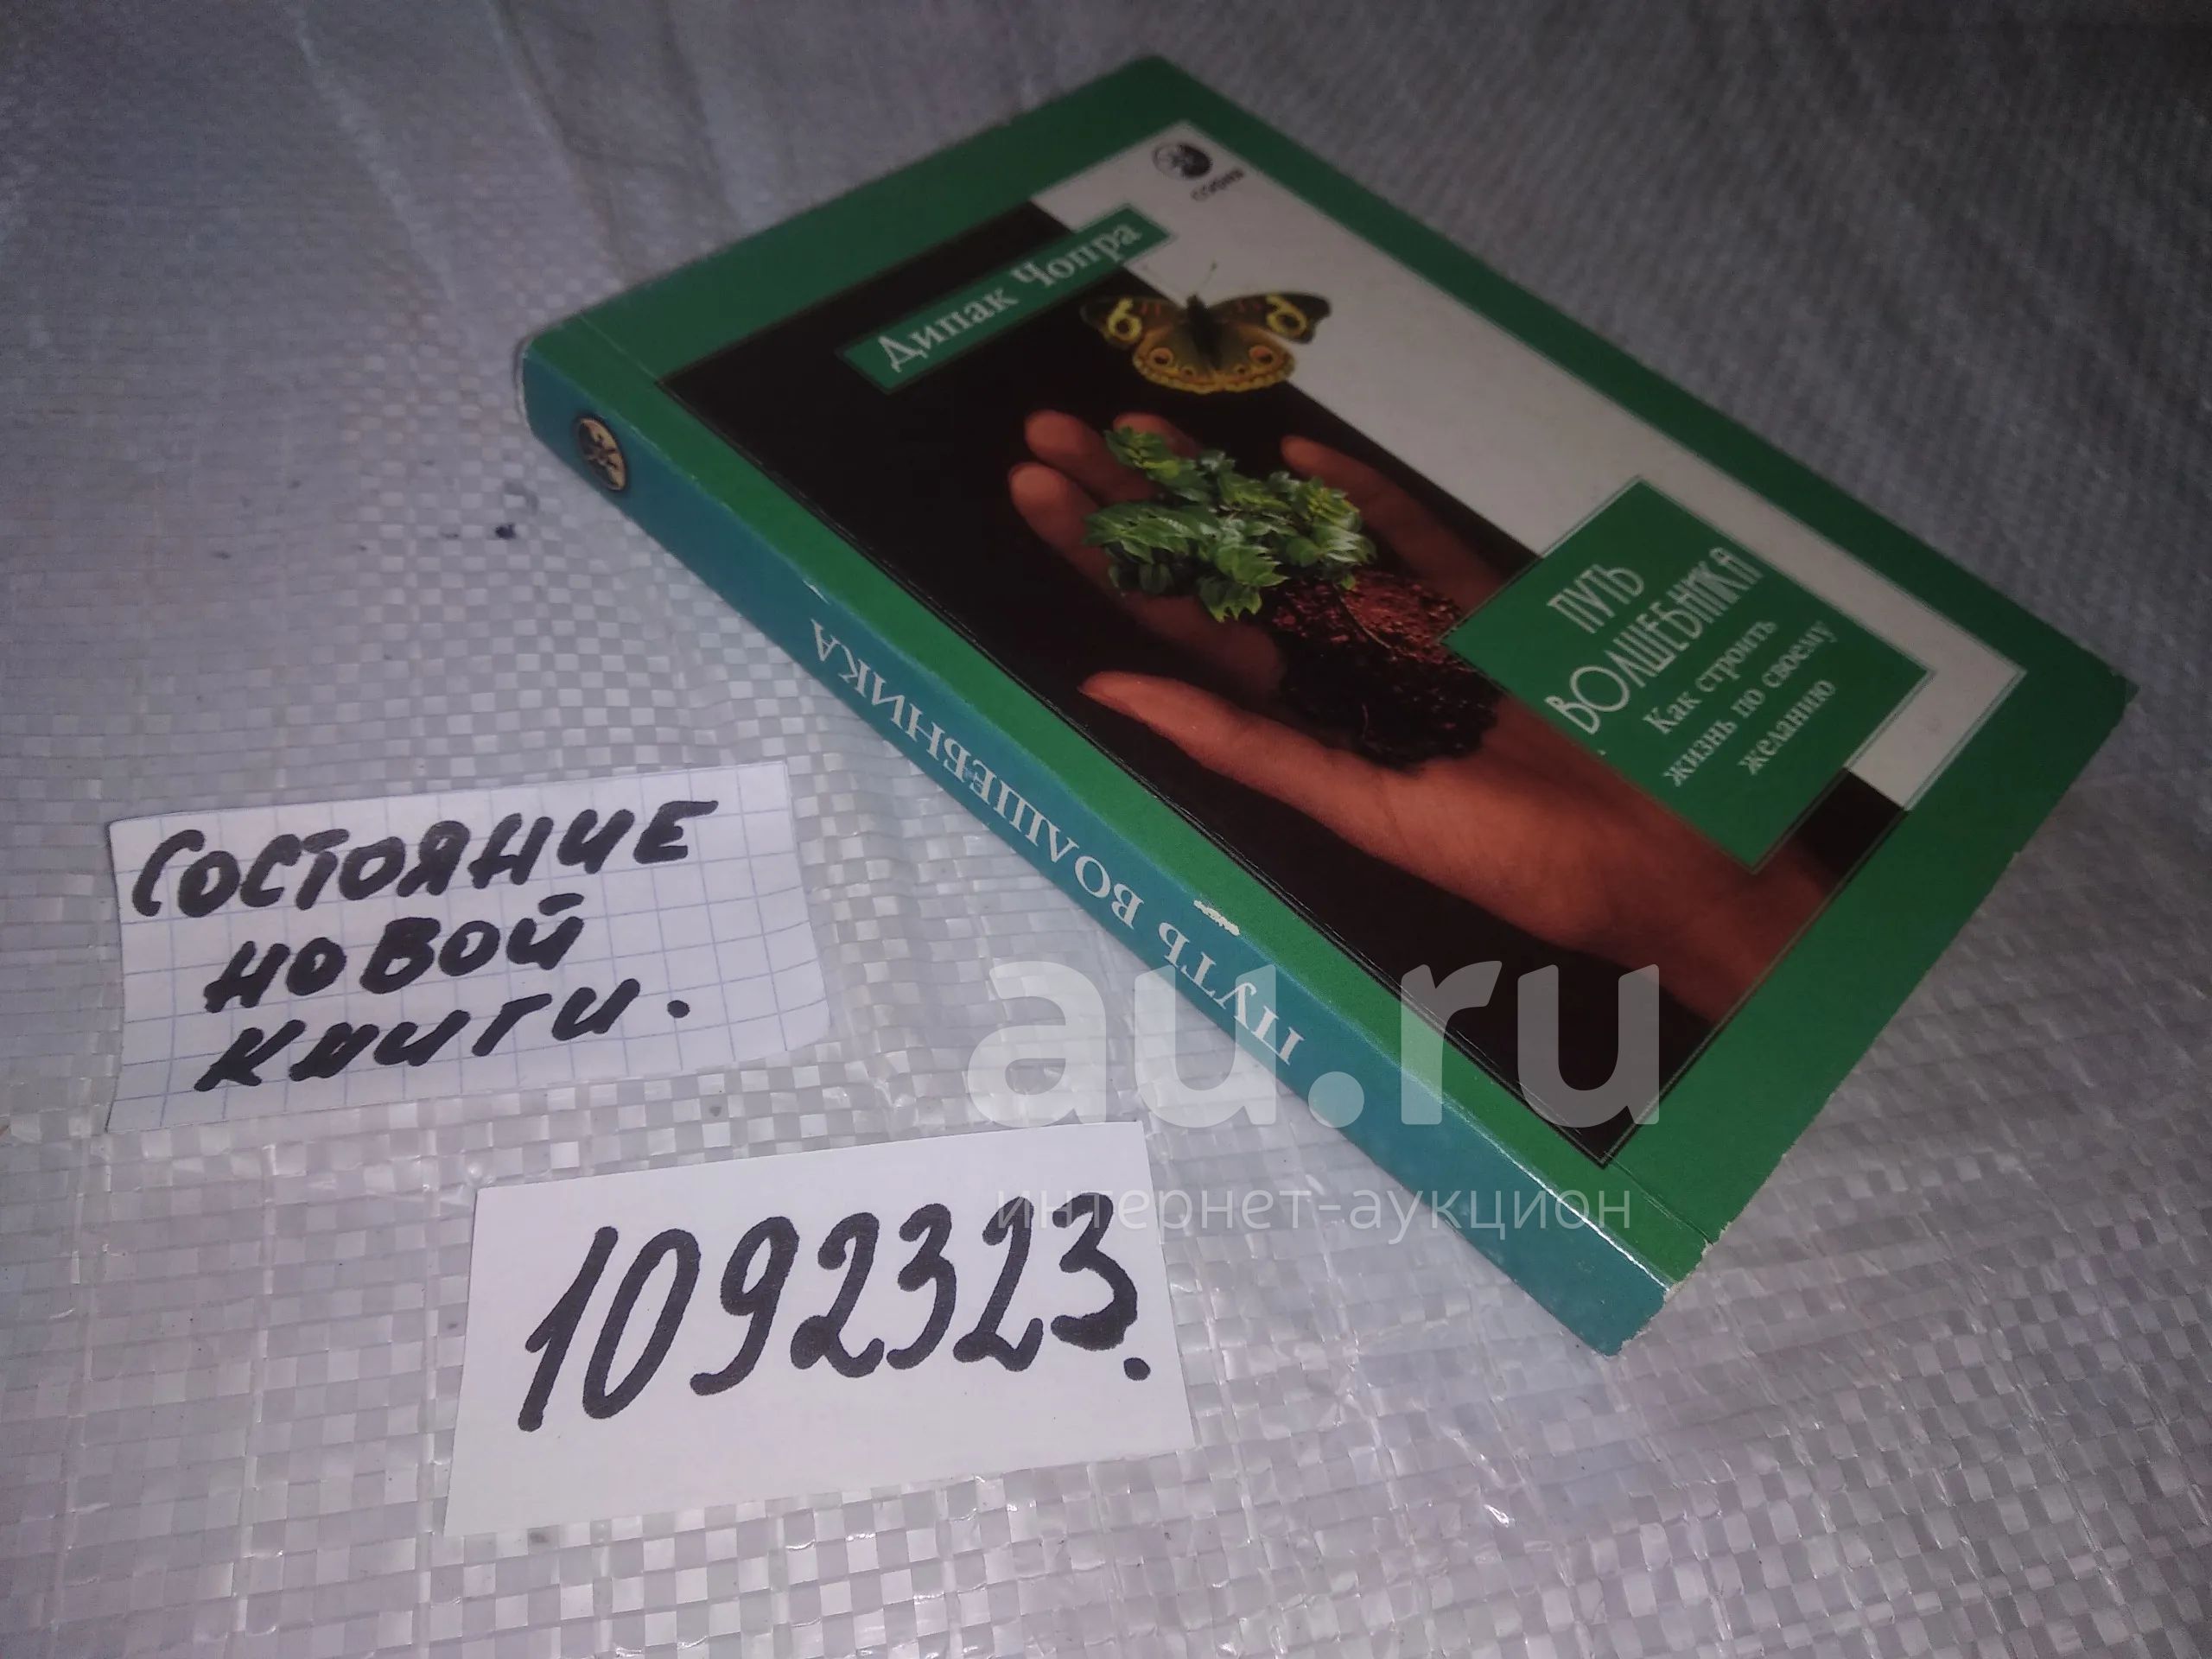 СОФИЯ
Дипак Чопра
ПУТЬ
ВОЛШЕБНИКА
Как строить
жизнь по своему
желанию
ПУТЬ ВОЛШЕБНИКА
СОСТОЯНИЕ
НОВОЙ
КНИГИ.
1092323.
au.ru
интернет-аукцион